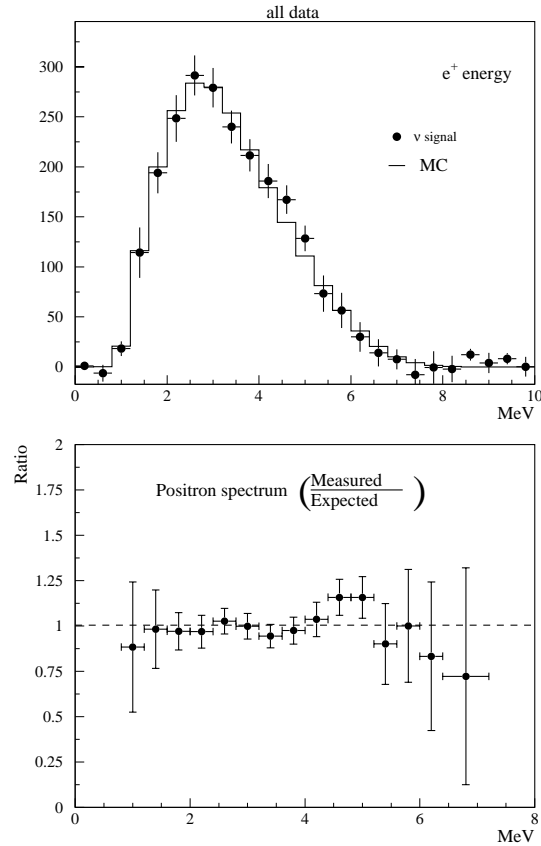 all data
300
250
200
150
100
50
0
e+ energy
ν signal
MC
0 2 4 6 8 10
MeV
Ratio
2
1.75
1.5
1.25
1
0.75
0.5
0.25
0
Positron spectrum (Measured
Expected)
0 2 4 6 8
MeV